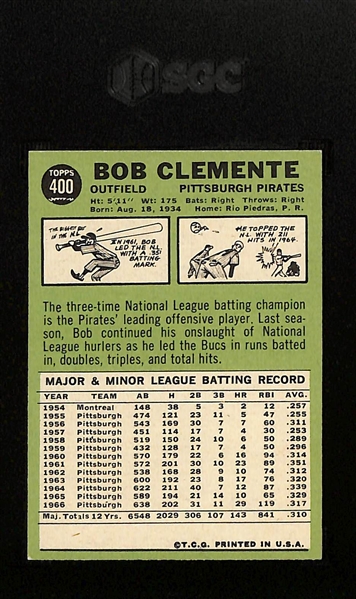 SGC
TOPPS
400
BOB CLEMENTE
OUTFIELD PITTSBURGH PIRATES
Ht: 5'11" Wt: 175 Bats: Right Throws: Right
Born: Aug. 18, 1934 Home: Rio Piedras, P. R.
THE BIGGEST BAT IN THE N.L.
IN 1961, BOB
LED THE N.L.
WITH A .351
BATTING
MARK.
HE TOPPED THE
N.L. WITH 211
HITS IN 1964.
The three-time National League batting champion
is the Pirates' leading offensive player. Last sea-
son, Bob continued his onslaught of National
League hurlers as he led the Bucs in runs batted
in, doubles, triples, and total hits.
MAJOR & MINOR LEAGUE BATTING RECORD
YEAR TEAM AB H 2B 3B HR RBI AVG.
1954 Montreal 148 38 5 3 2 12 .257
1955 Pittsburgh 474 121 23 11 5 47 .255
1956 Pittsburgh 543 169 30 7 7 60 .311
1957 Pittsburgh 451 114 17 7 4 30 .253
1958 Pittsburgh 519 150 24 10 6 50 .289
1959 Pittsburgh 432 128 17 7 4 50 .296
1960 Pittsburgh 570 179 22 6 16 94 .314
1961 Pittsburgh 572 201 30 10 23 89 .351
1962 Pittsburgh 538 168 28 9 10 74 .312
1963 Pittsburgh 600 192 23 8 17 76 .320
1964 Pittsburgh 622 211 40 7 12 87 .339
1965 Pittsburgh 589 194 21 14 10 65 .329
1966 Pittsburgh 638 202 31 11 29 119 .317
Maj. Totals 12 Yrs. 6548 2029 306 107 143 841 .310
©T.C.G. PRINTED IN U.S.A.